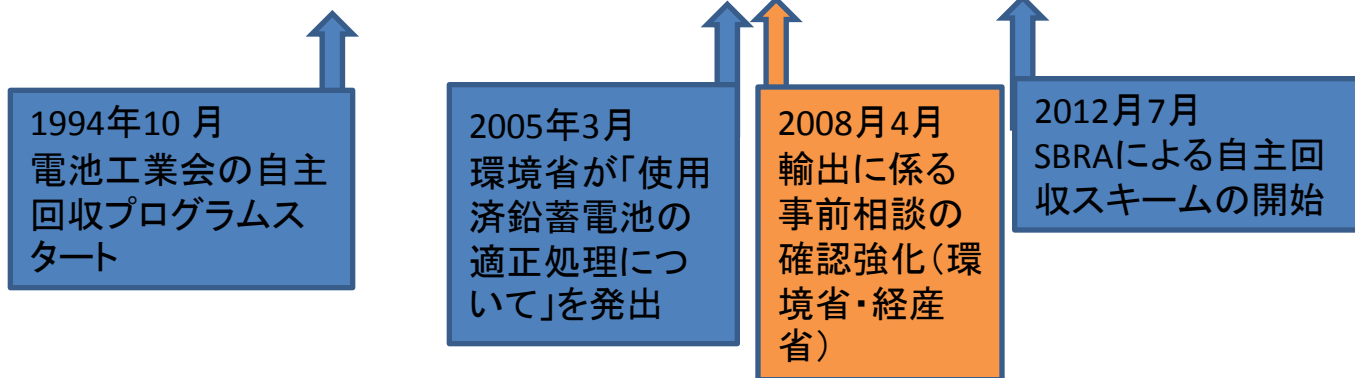 1994年10 月
電池工業会の自主
回収プログラムス
タート
2005年3月
環境省が「使用
済鉛蓄電池の
適正処理につ
いて」を発出
2008月4月
輸出に係る
事前相談の
確認強化（環
境省・経産
省）
2012月7月
SBRAによる自主回
収スキームの開始